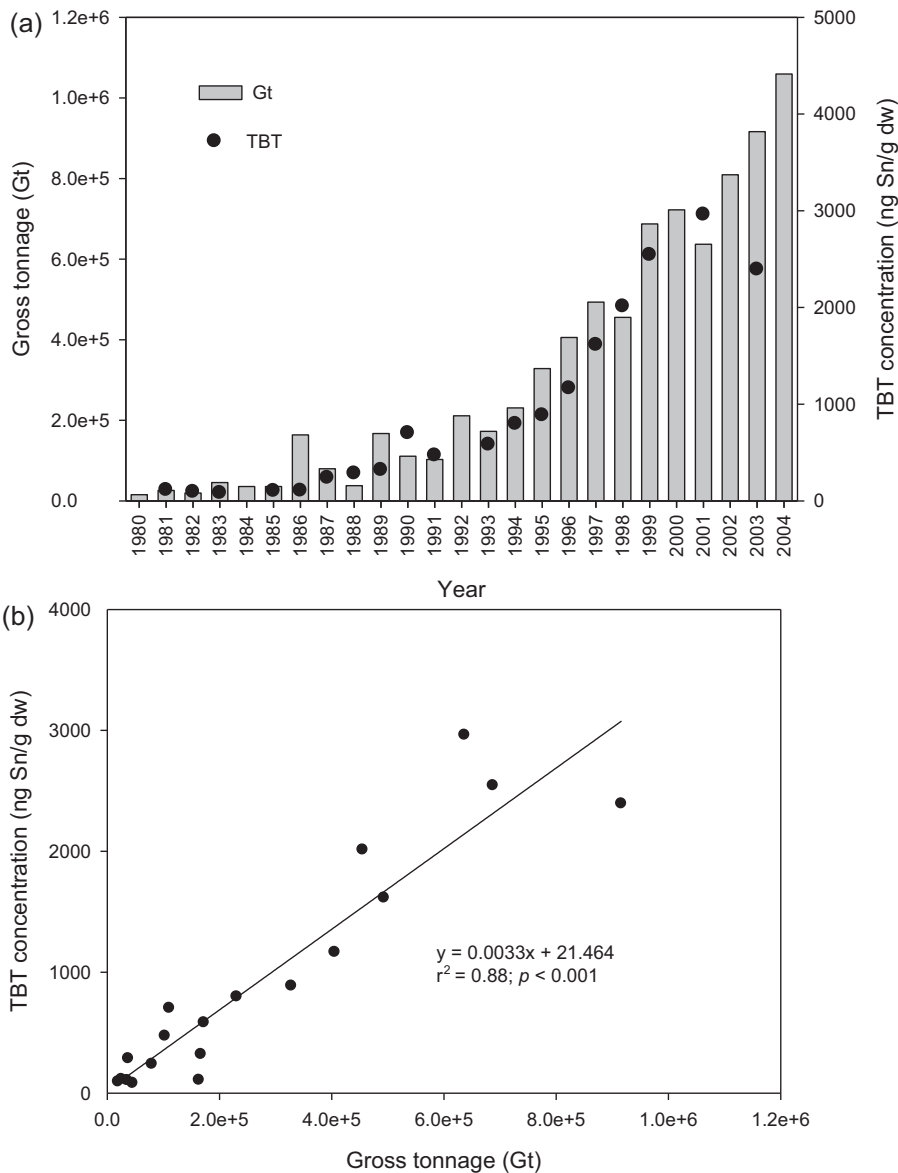 (a)
1.2e+6
1.0e+6
8.0e+5
6.0e+5
4.0e+5
2.0e+5
0.0
Gross tonnage (Gt)
Gt
TBT
5000
4000
3000
2000
1000
0
TBT concentration (ng Sn/g dw)
1980
1981
1982
1983
1984
1985
1986
1987
1988
1989
1990
1991
1992
1993
1994
1995
1996
1997
1998
1999
2000
2001
2002
2003
2004
Year
(b)
4000
3000
2000
1000
0
TBT concentration (ng Sn/g dw)
y = 0.0033x + 21.464
r² = 0.88; p < 0.001
0.0
2.0e+5
4.0e+5
6.0e+5
8.0e+5
1.0e+6
1.2e+6
Gross tonnage (Gt)